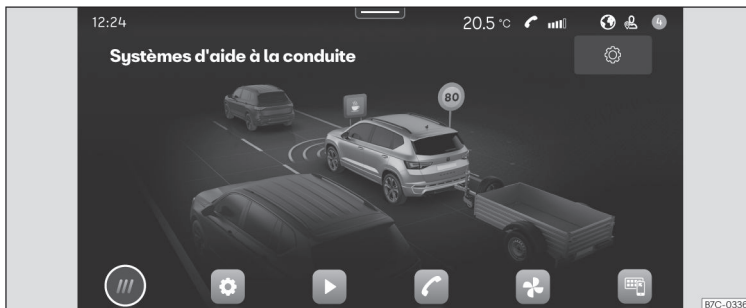 12:24
20.5 °C
4
Systèmes d'aide à la conduite
80
B7C-0336